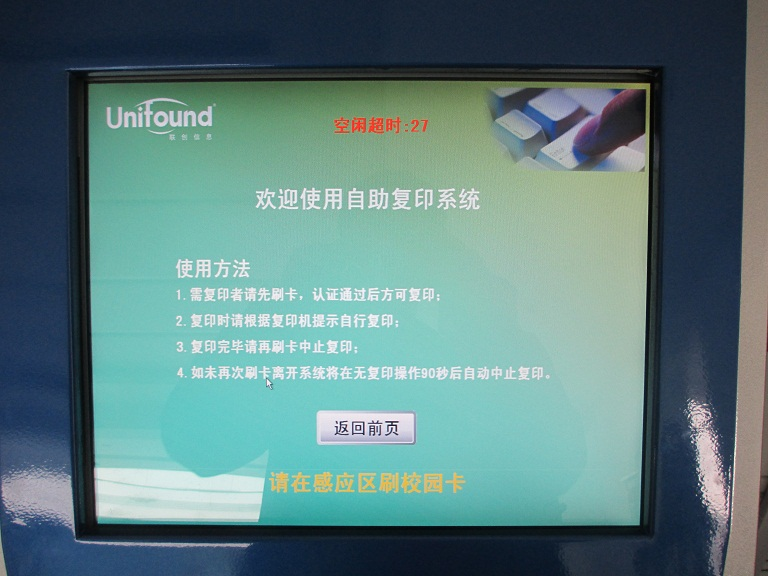 Unifound
联创信息
空闲超时:27
欢迎使用自助复印系统
使用方法
1.需复印者请先刷卡，认证通过后方可复印;
2.复印时请根据复印机提示自行复印;
3.复印完毕请再刷卡中止复印;
4.如未再次刷卡离开系统将在无复印操作90秒后自动中止复印。
返回前页
请在感应区刷校园卡